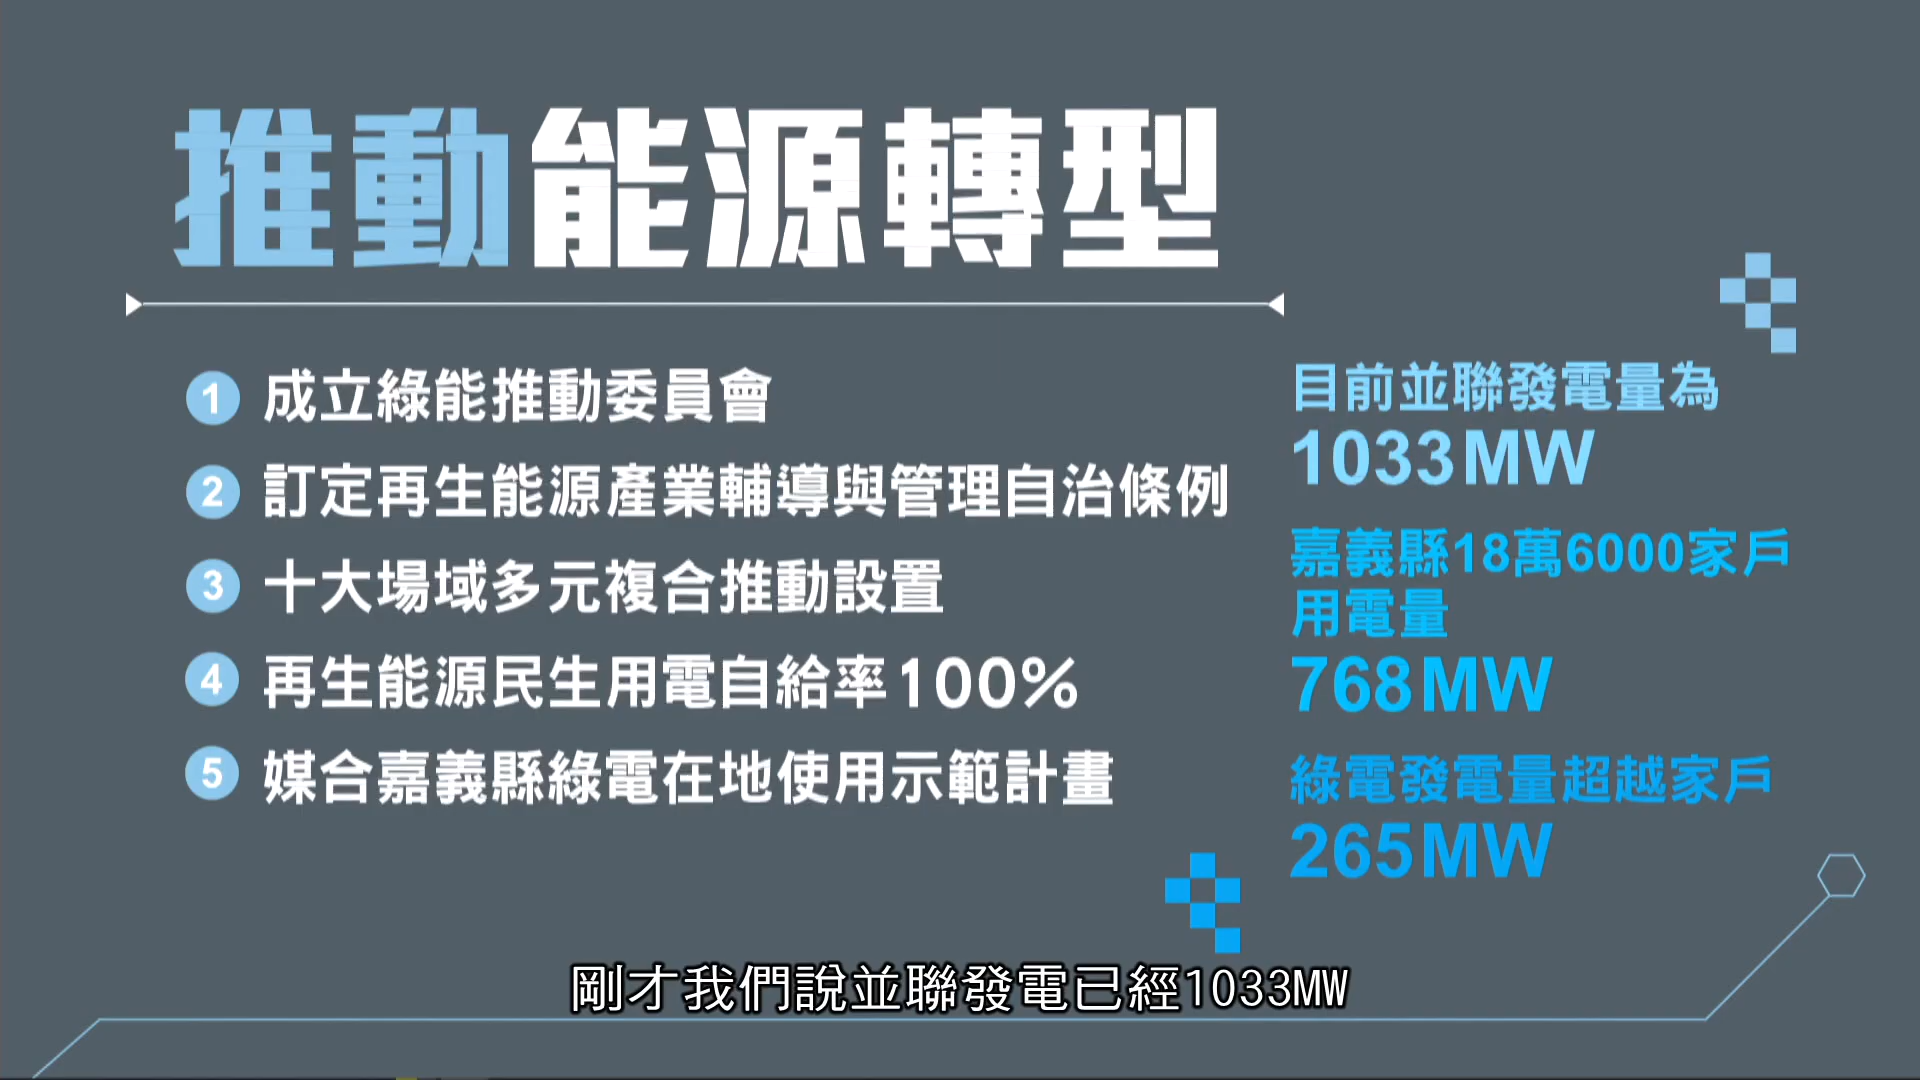 推動能源轉型
1 成立綠能推動委員會
2 訂定再生能源產業輔導與管理自治條例
3 十大場域多元複合推動設置
4 再生能源民生用電自給率100%
5 媒合嘉義縣綠電在地使用示範計畫
目前並聯發電量為
1033MW
嘉義縣18萬6000家戶
用電量
768MW
綠電發電量超越家戶
265MW
剛才我們說並聯發電已經1033MW